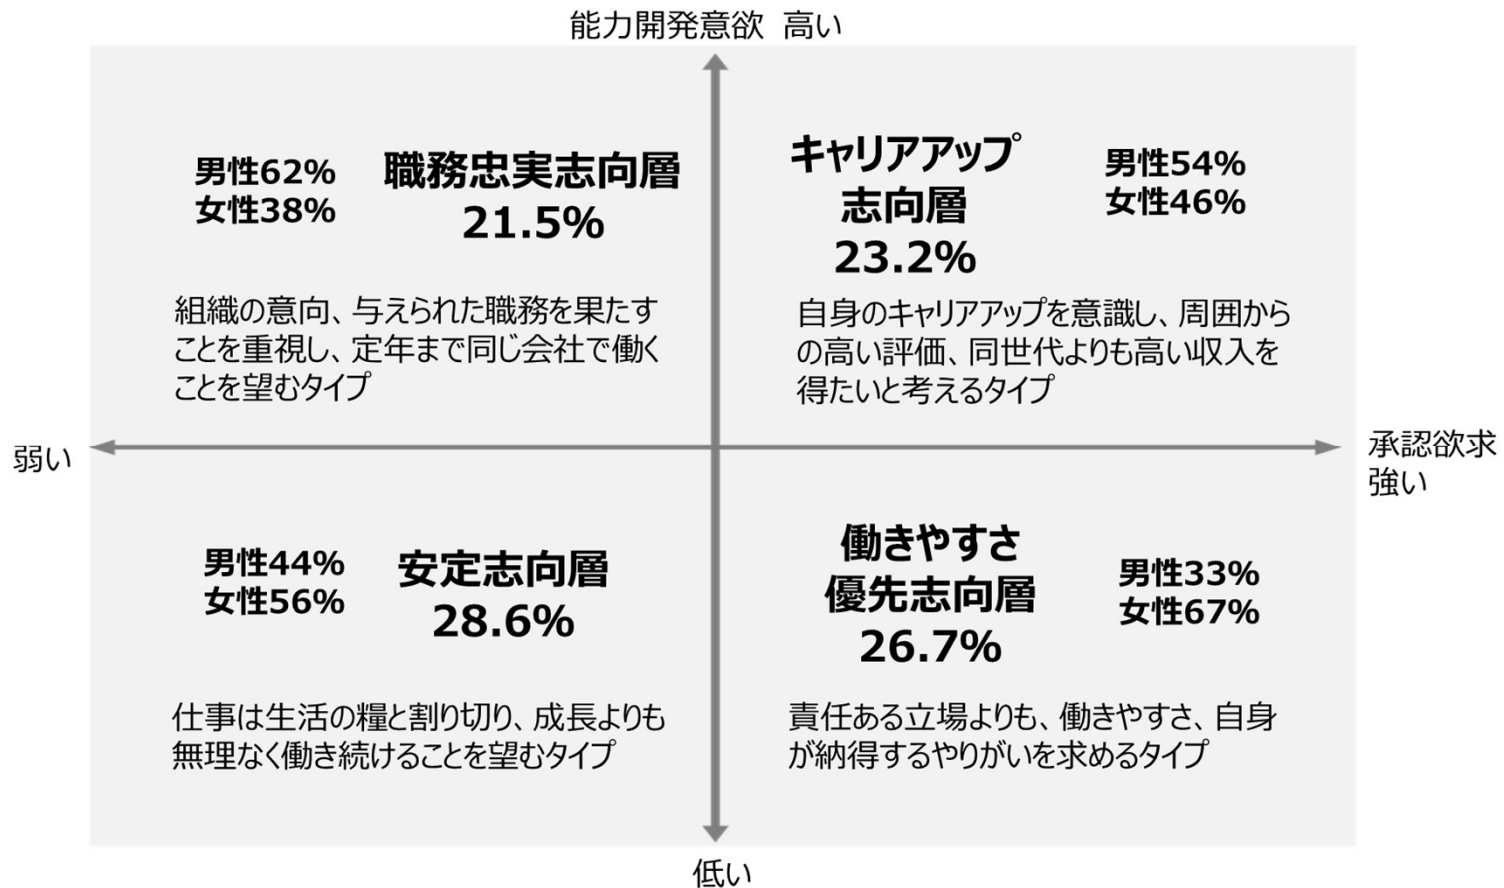 能力開発意欲 高い
男性62%
女性38%
職務忠実志向層
21.5%
組織の意向、与えられた職務を果たす
ことを重視し、定年まで同じ会社で働く
ことを望むタイプ
キャリアアップ
志向層
23.2%
男性54%
女性46%
自身のキャリアアップを意識し、周囲から
の高い評価、同世代よりも高い収入を
得たいと考えるタイプ
弱い
承認欲求
強い
男性44%
女性56%
安定志向層
28.6%
仕事は生活の糧と割り切り、成長よりも
無理なく働き続けることを望むタイプ
働きやすさ
優先志向層
26.7%
男性33%
女性67%
責任ある立場よりも、働きやすさ、自身
が納得するやりがいを求めるタイプ
低い